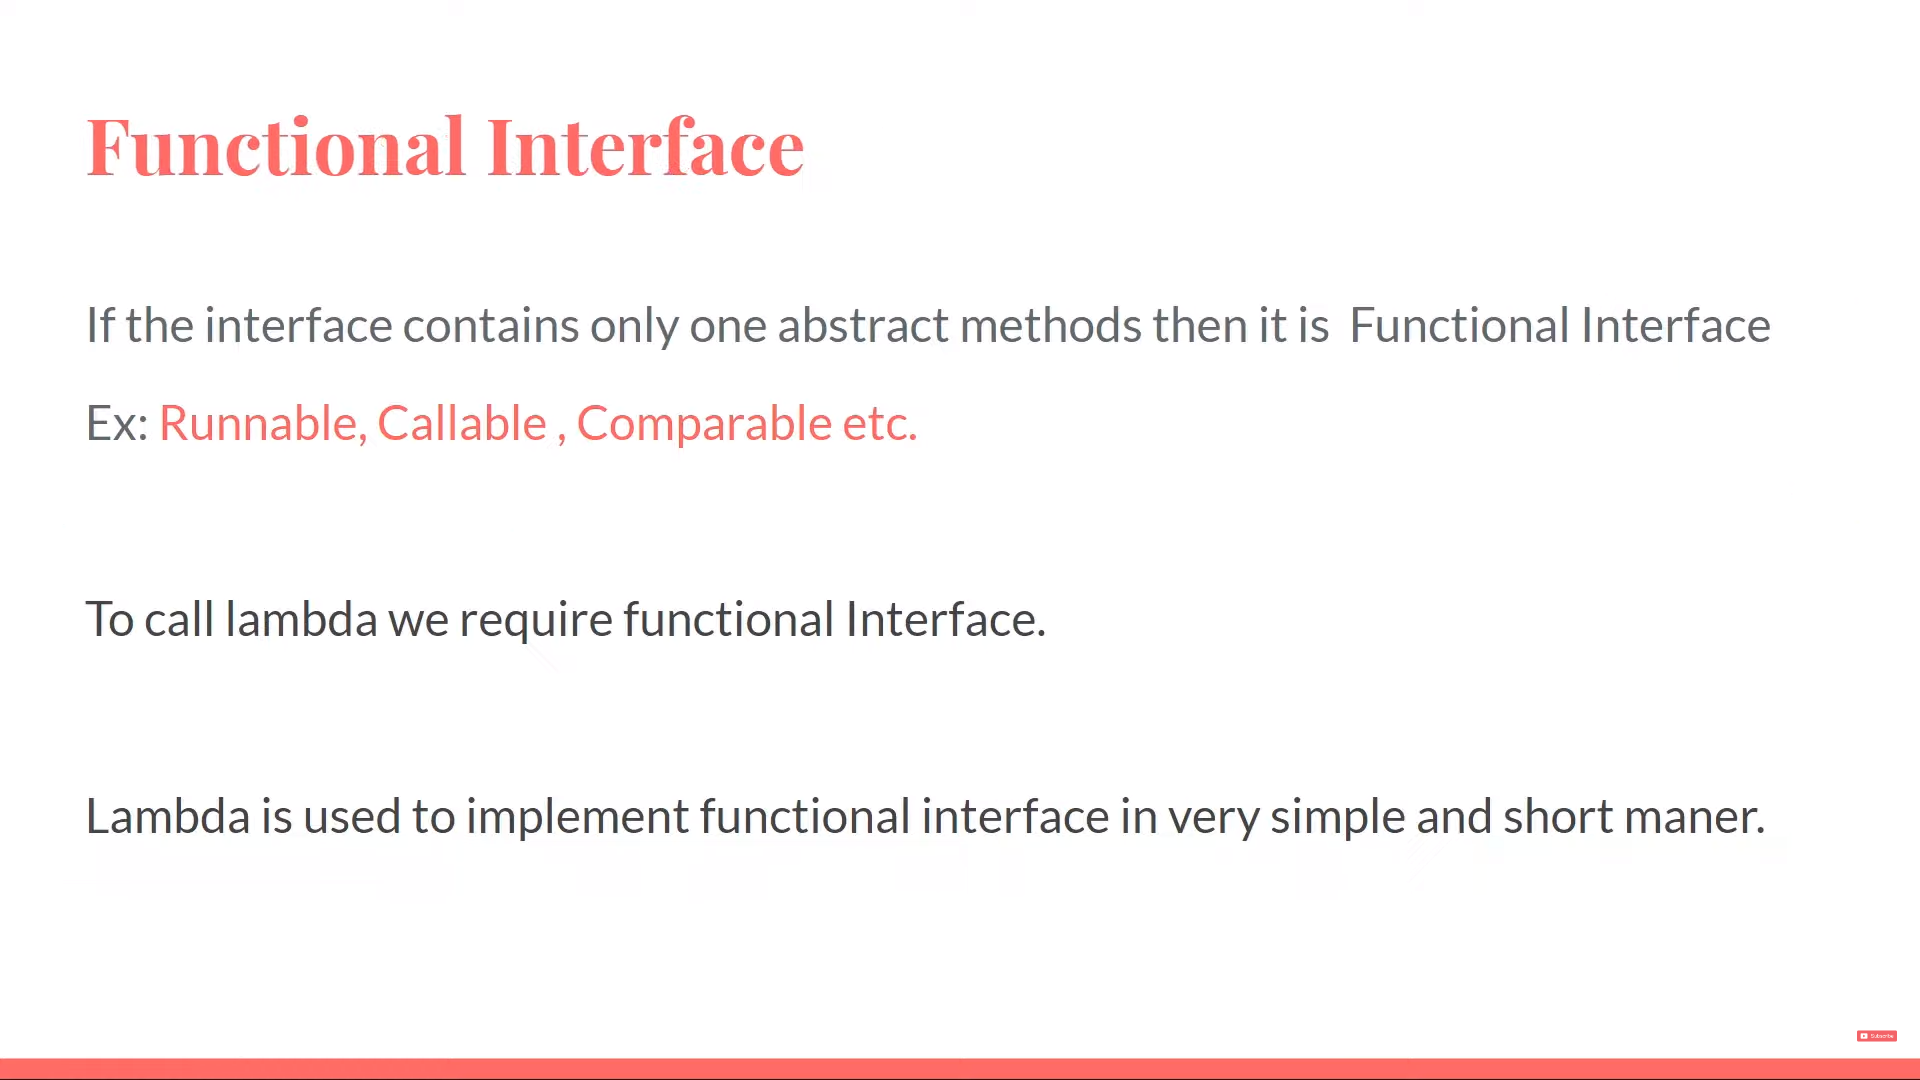 Functional Interface
If the interface contains only one abstract methods then it is  Functional Interface
Ex: Runnable, Callable , Comparable etc.
To call lambda we require functional Interface.
Lambda is used to implement functional interface in very simple and short maner.
Subscribe